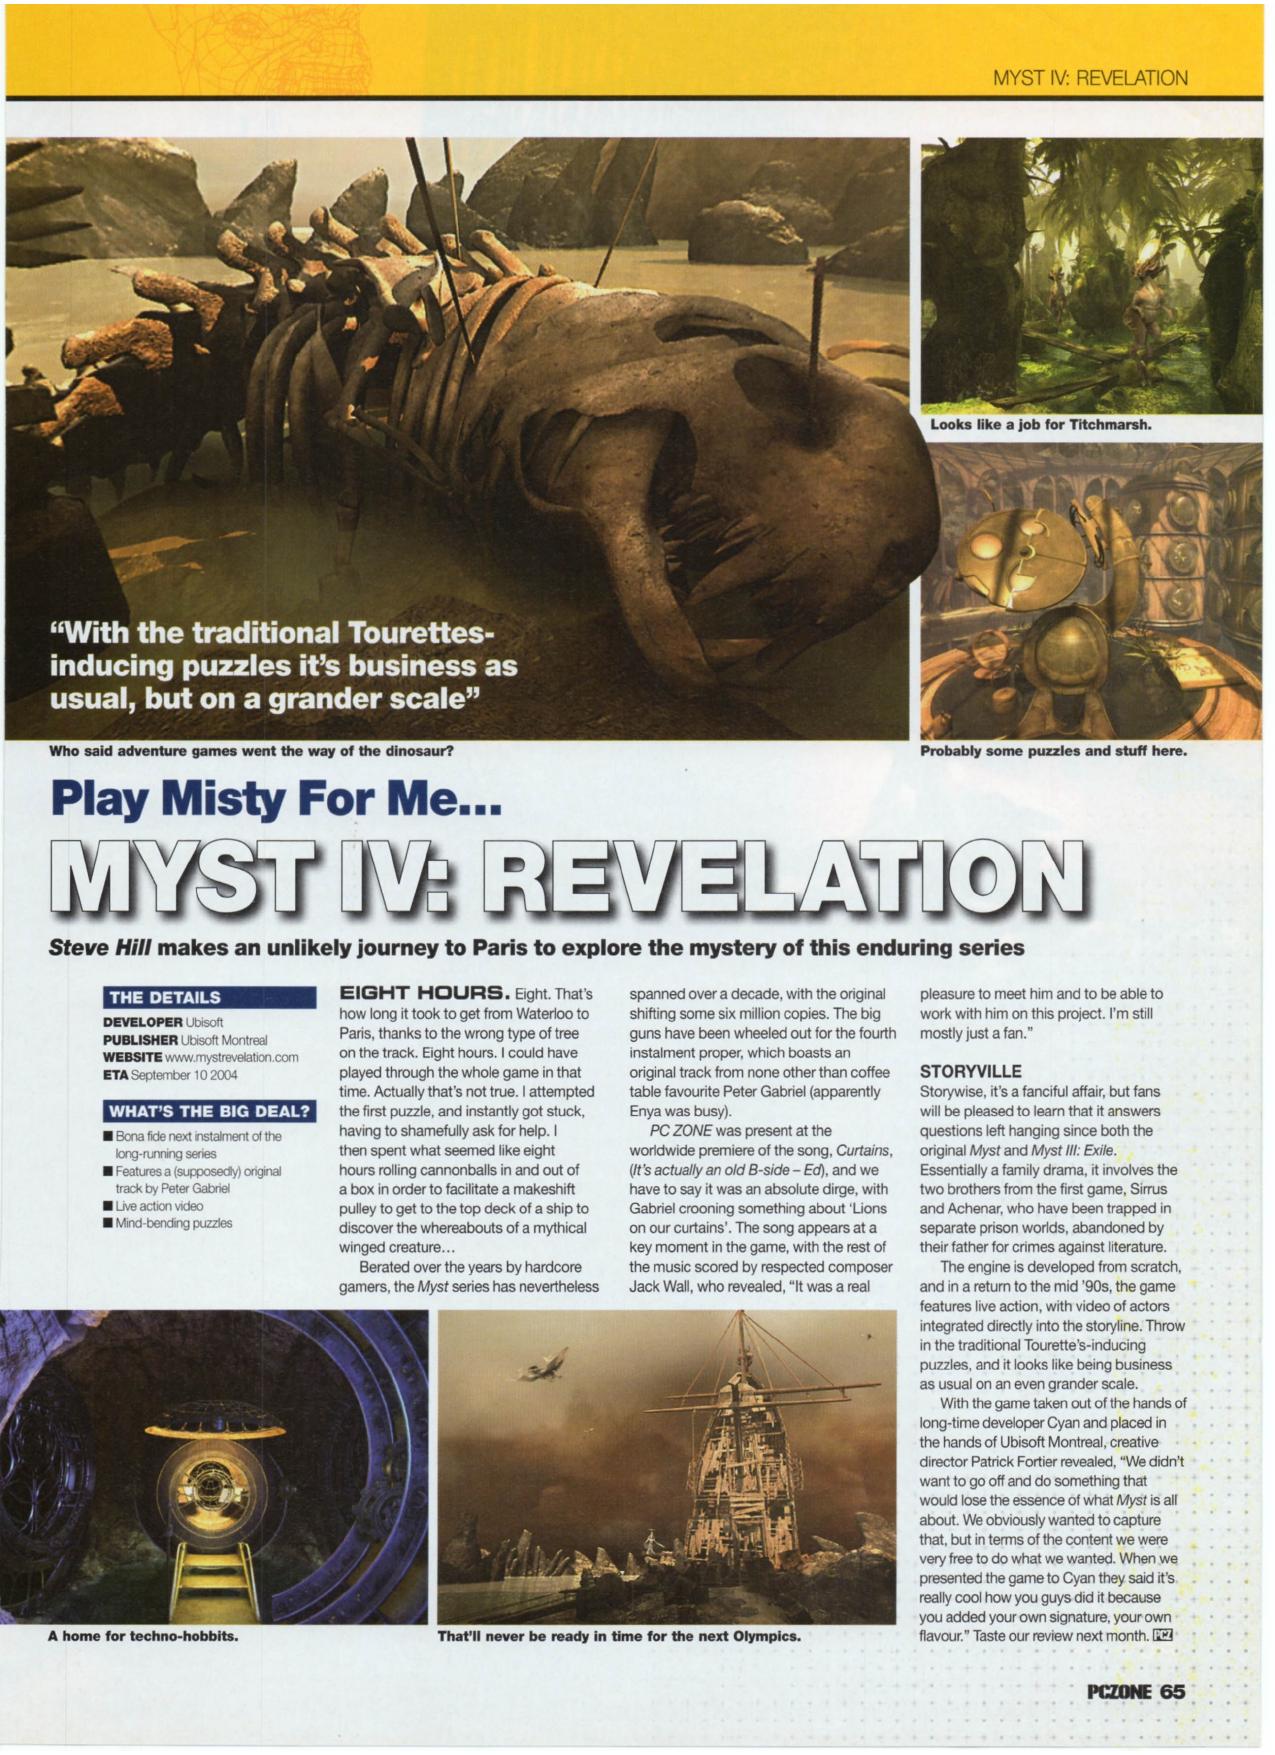 MYST IV: REVELATION
Looks like a job for Titchmarsh.
“With the traditional Tourettes-
inducing puzzles it’s business as
usual, but on a grander scale”
Who said adventure games went the way of the dinosaur?
Probably some puzzles and stuff here.
Play Misty For Me...
MYST IV: REVELATION
Steve Hill makes an unlikely journey to Paris to explore the mystery of this enduring series
THE DETAILS
DEVELOPER Ubisoft
PUBLISHER Ubisoft Montreal
WEBSITE www.mystrevelation.com
ETA September 10 2004
WHAT’S THE BIG DEAL?
■ Bona fide next instalment of the
long-running series
■ Features a (supposedly) original
track by Peter Gabriel
■ Live action video
■ Mind-bending puzzles
EIGHT HOURS. Eight. That’s
how long it took to get from Waterloo to
Paris, thanks to the wrong type of tree
on the track. Eight hours. I could have
played through the whole game in that
time. Actually that’s not true. I attempted
the first puzzle, and instantly got stuck,
having to shamefully ask for help. I
then spent what seemed like eight
hours rolling cannonballs in and out of
a box in order to facilitate a makeshift
pulley to get to the top deck of a ship to
discover the whereabouts of a mythical
winged creature...
Berated over the years by hardcore
gamers, the Myst series has nevertheless
spanned over a decade, with the original
shifting some six million copies. The big
guns have been wheeled out for the fourth
instalment proper, which boasts an
original track from none other than coffee
table favourite Peter Gabriel (apparently
Enya was busy).
PC ZONE was present at the
worldwide premiere of the song, Curtains,
(It’s actually an old B-side – Ed), and we
have to say it was an absolute dirge, with
Gabriel crooning something about ‘Lions
on our curtains’. The song appears at a
key moment in the game, with the rest of
the music scored by respected composer
Jack Wall, who revealed, “It was a real
pleasure to meet him and to be able to
work with him on this project. I’m still
mostly just a fan.”
STORYVILLE
Storywise, it’s a fanciful affair, but fans
will be pleased to learn that it answers
questions left hanging since both the
original Myst and Myst III: Exile.
Essentially a family drama, it involves the
two brothers from the first game, Sirrus
and Achenar, who have been trapped in
separate prison worlds, abandoned by
their father for crimes against literature.
The engine is developed from scratch,
and in a return to the mid ’90s, the game
features live action, with video of actors
integrated directly into the storyline. Throw
in the traditional Tourette’s-inducing
puzzles, and it looks like being business
as usual on an even grander scale.
With the game taken out of the hands of
long-time developer Cyan and placed in
the hands of Ubisoft Montreal, creative
director Patrick Fortier revealed, “We didn’t
want to go off and do something that
would lose the essence of what Myst is all
about. We obviously wanted to capture
that, but in terms of the content we were
very free to do what we wanted. When we
presented the game to Cyan they said it’s
really cool how you guys did it because
you added your own signature, your own
flavour.” Taste our review next month. PCZ
A home for techno-hobbits.
That’ll never be ready in time for the next Olympics.
PCZONE 65